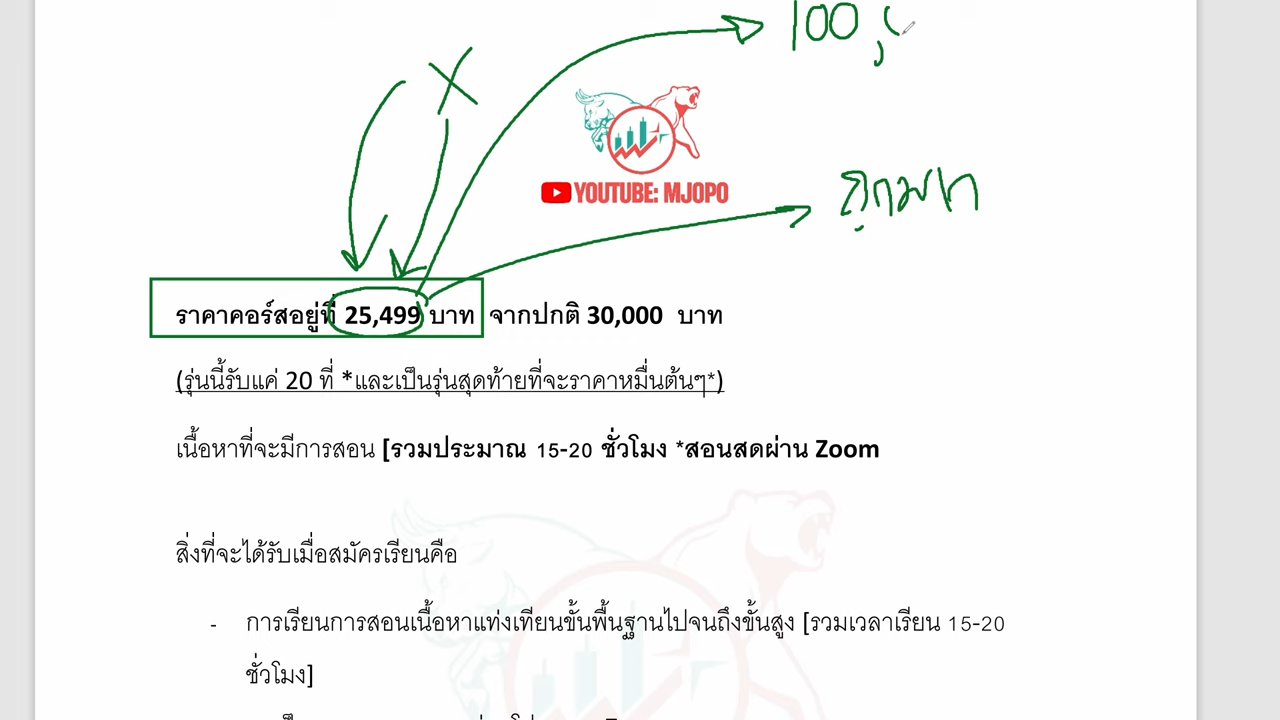 100,
X
YOUTUBE: MJOPO
ถูกมาก
ราคาคอร์สอยู่ที่ 25,499 บาท จากปกติ 30,000 บาท
(รุ่นนี้รับแค่ 20 ที่ *และเป็นรุ่นสุดท้ายที่จะราคาหมื่นต้นๆ*)
เนื้อหาที่จะมีการสอน [รวมประมาณ 15-20 ชั่วโมง *สอนสดผ่าน Zoom
สิ่งที่จะได้รับเมื่อสมัครเรียนคือ
- การเรียนการสอนเนื้อหาแท่งเทียนขั้นพื้นฐานไปจนถึงขั้นสูง [รวมเวลาเรียน 15-20
ชั่วโมง]